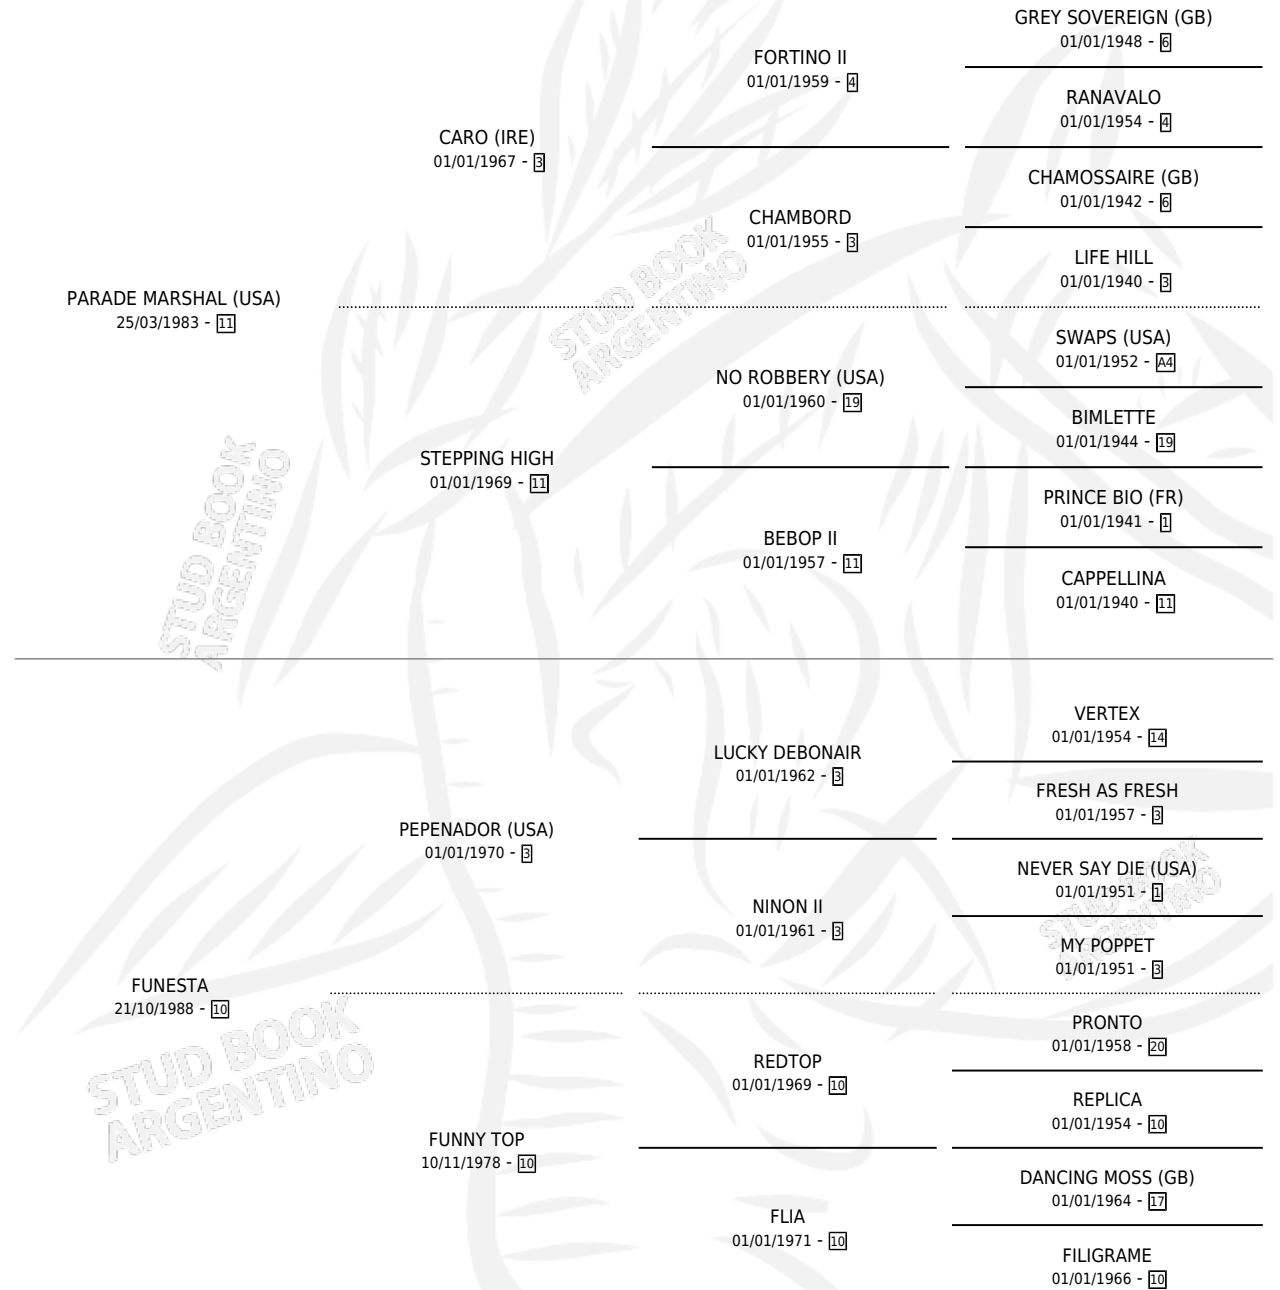 GREY SOVEREIGN (GB)
01/01/1948 - 6
FORTINO II
01/01/1959 - 4
RANAVALO
01/01/1954 - 4
CARO (IRE)
01/01/1967 - 3
CHAMOSSAIRE (GB)
01/01/1942 - 6
CHAMBORD
01/01/1955 - 3
LIFE HILL
01/01/1940 - 3
PARADE MARSHAL (USA)
25/03/1983 - 11
SWAPS (USA)
01/01/1952 - A4
NO ROBBERY (USA)
01/01/1960 - 19
BIMLETTE
01/01/1944 - 19
STEPPING HIGH
01/01/1969 - 11
PRINCE BIO (FR)
01/01/1941 - 1
BEBOP II
01/01/1957 - 11
CAPPELLINA
01/01/1940 - 11
VERTEX
01/01/1954 - 14
LUCKY DEBONAIR
01/01/1962 - 3
FRESH AS FRESH
01/01/1957 - 3
PEPENADOR (USA)
01/01/1970 - 3
NEVER SAY DIE (USA)
01/01/1951 - 1
NINON II
01/01/1961 - 3
MY POPPET
01/01/1951 - 3
FUNESTA
21/10/1988 - 10
PRONTO
01/01/1958 - 20
REDTOP
01/01/1969 - 10
REPLICA
01/01/1954 - 10
FUNNY TOP
10/11/1978 - 10
DANCING MOSS (GB)
01/01/1964 - 17
FLIA
01/01/1971 - 10
FILIGRAME
01/01/1966 - 10
STUD BOOK
ARGENTINO
STUD BOOK
ARGENTINO
STUD BOOK
ARGENTINO
STUD BOOK
ARGENTINO